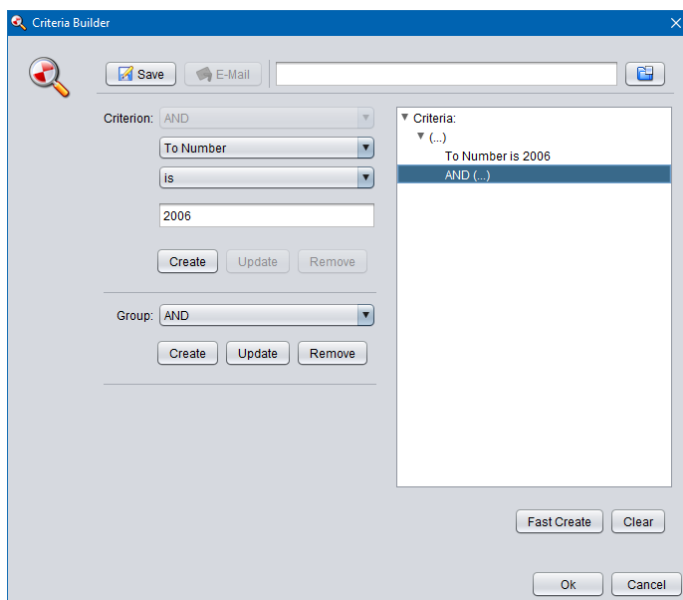 Criteria Builder
Save E-Mail
Criterion: AND
To Number
is
2006
Create Update Remove
Group: AND
Create Update Remove
Criteria:
(...)
To Number is 2006
AND (...)
Fast Create Clear
Ok Cancel